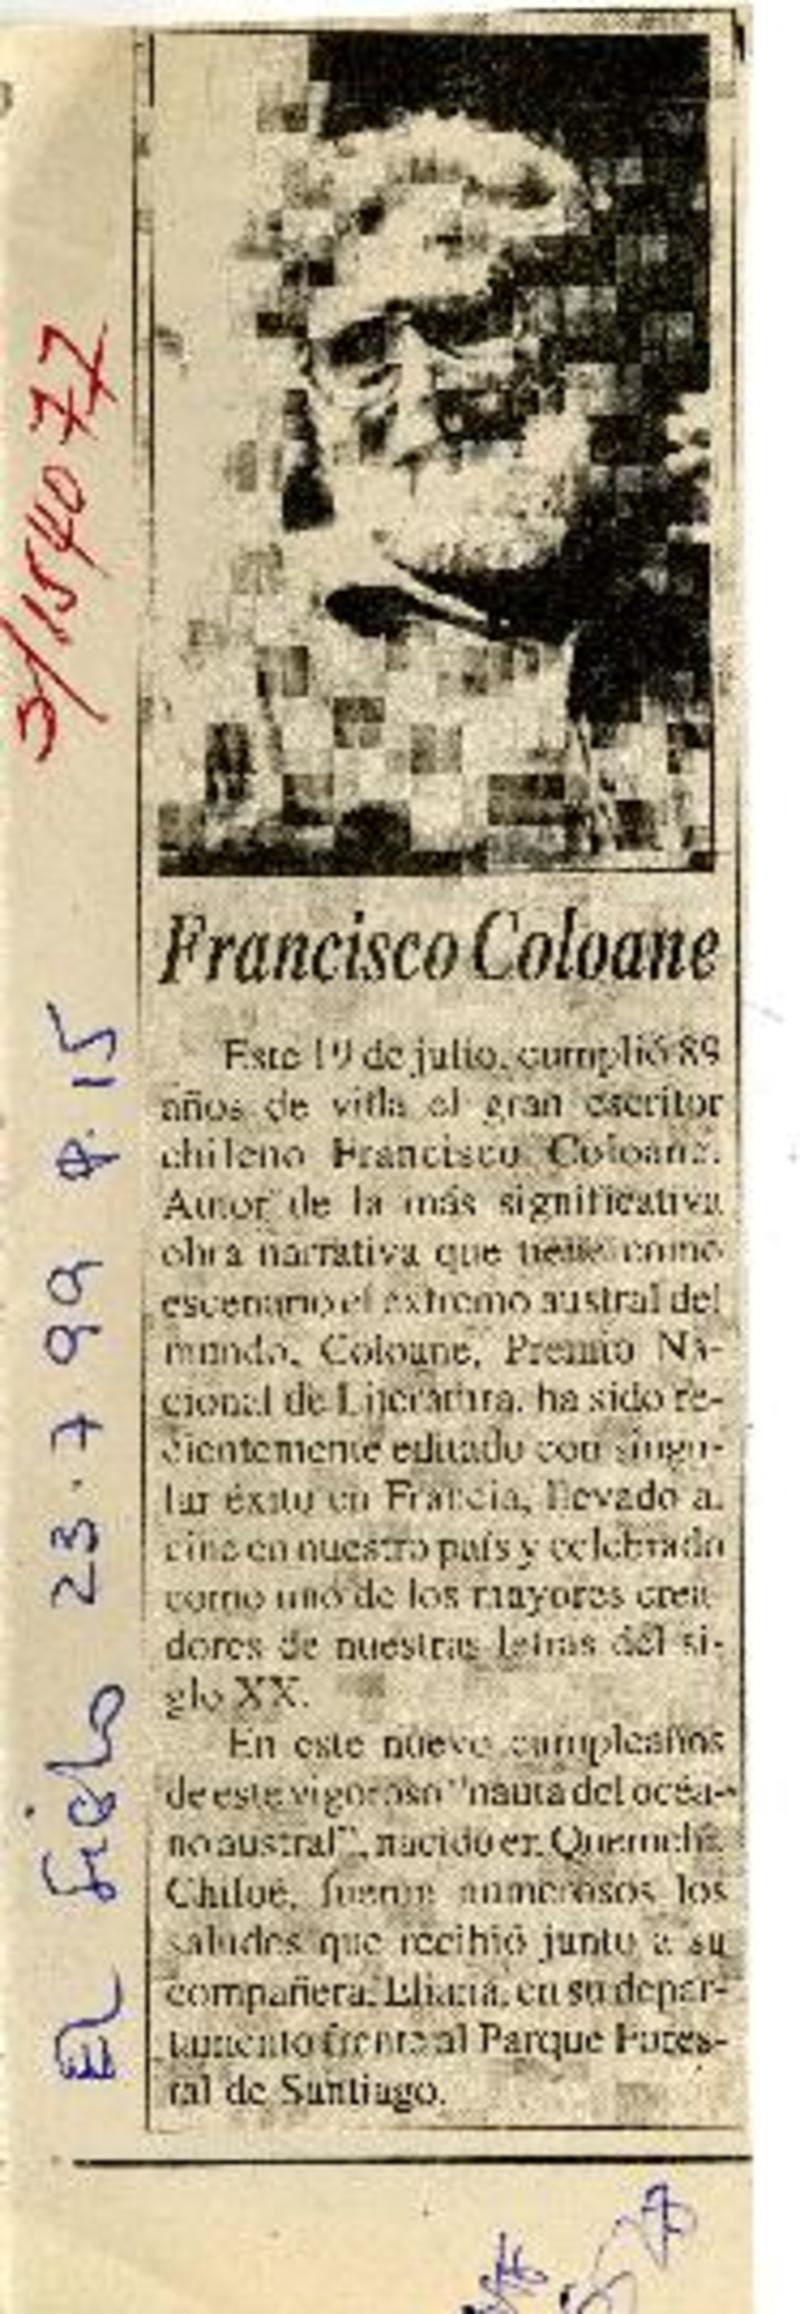 Francisco Coloane
Este 19 de julio, cumplió 89
años de vida el gran escritor
chileno Francisco Coloane.
Autor de la más significativa
obra narrativa que tiene como
escenario el extremo austral del
mundo, Coloane, Premio Na-
cional de Literatura, ha sido re-
cientemente editado con singu-
lar éxito en Francia, llevado al
cine en nuestro país y celebrado
como uno de los mayores crea-
dores de nuestras letras del si-
glo XX.
En este nuevo cumpleaños
de este vigoroso "nauta del océa-
no austral", nacido en Quemchi,
Chiloé, fueron numerosos los
saludos que recibió junto a su
compañera, Eliana, en su depar-
tamento frente al Parque Fores-
tal de Santiago.
EL Siglo 23.7.99 p.15
3/154077